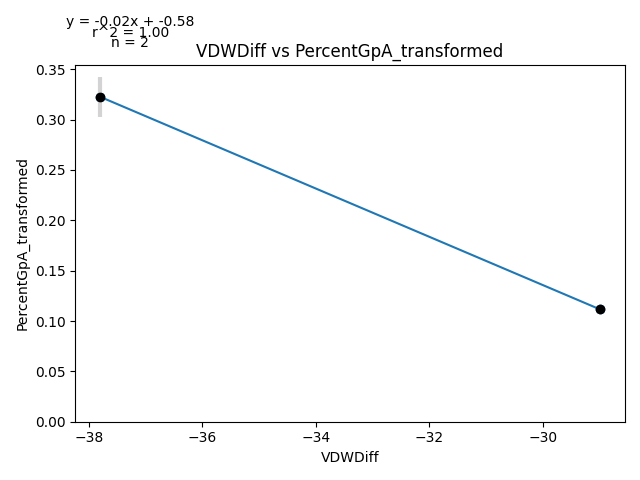 y = -0.02x + -0.58
r^2 = 1.00
n = 2
VDWDiff vs PercentGpA_transformed
PercentGpA_transformed
0.35
0.30
0.25
0.20
0.15
0.10
0.05
0.00
−38
−36
−34
−32
−30
VDWDiff